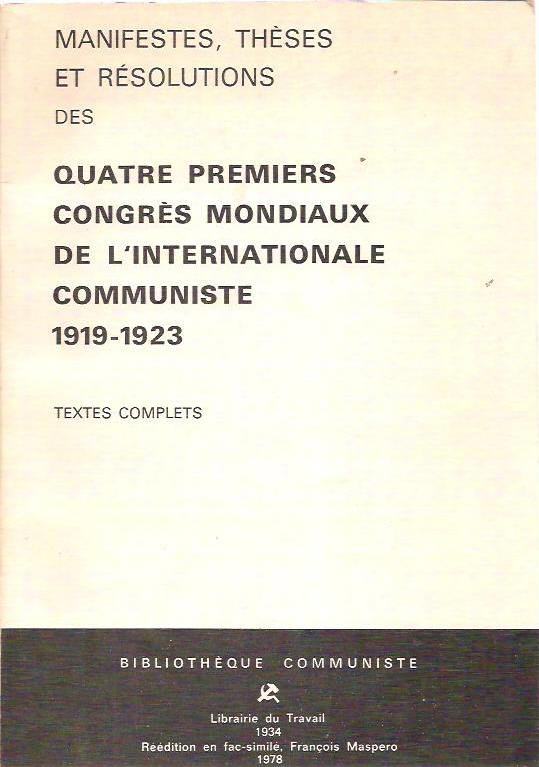 MANIFESTES, THÈSES
ET RÉSOLUTIONS
DES
QUATRE PREMIERS
CONGRÈS MONDIAUX
DE L'INTERNATIONALE
COMMUNISTE
1919-1923
TEXTES COMPLETS
BIBLIOTHÈQUE COMMUNISTE
Librairie du Travail
1934
Réédition en fac-similé, François Maspero
1978